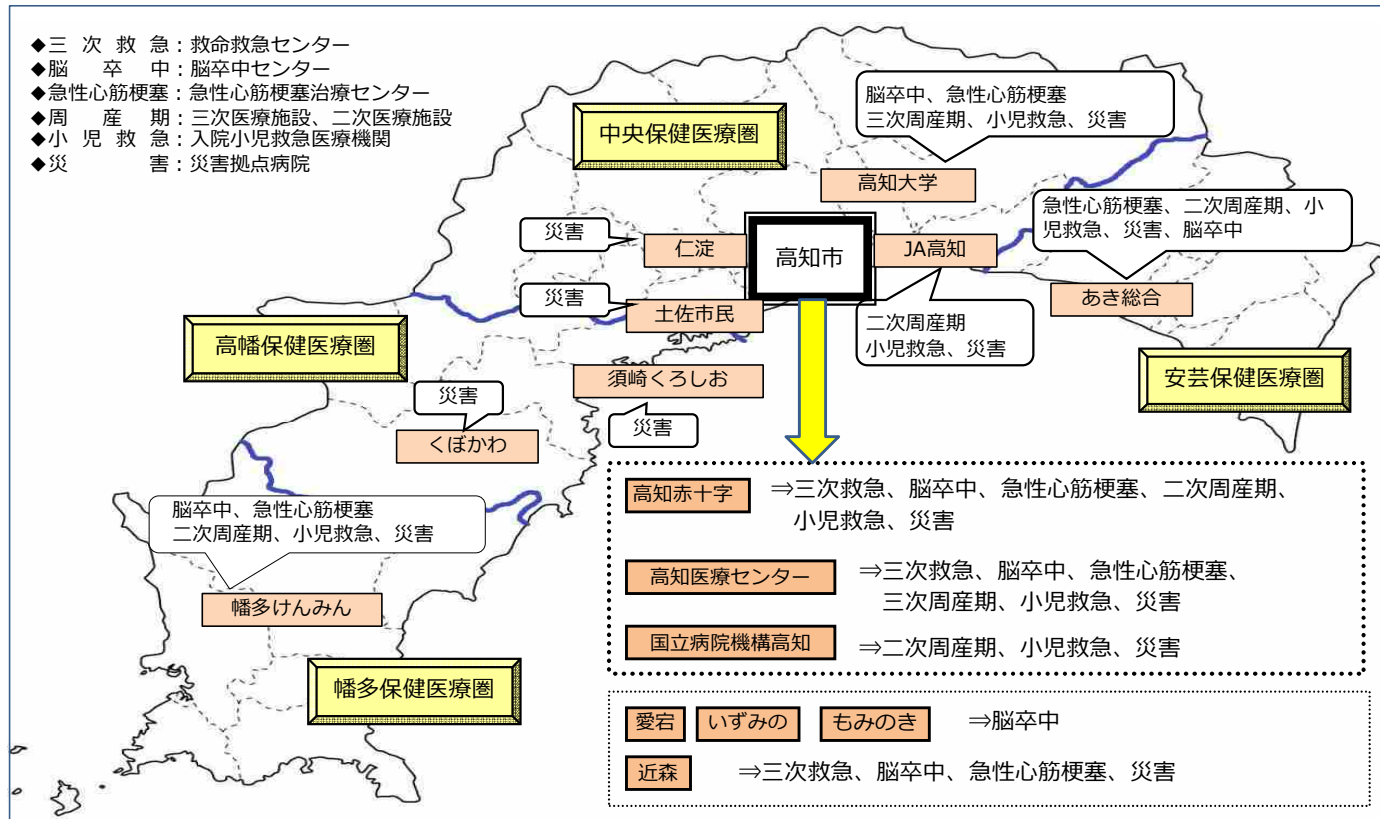 ◆三次救急：救命救急センター
◆脳卒中：脳卒中センター
◆急性心筋梗塞：急性心筋梗塞治療センター
◆周産期：三次医療施設、二次医療施設
◆小児救急：入院小児救急医療機関
◆災害：災害拠点病院
中央保健医療圏
脳卒中、急性心筋梗塞
三次周産期、小児救急、災害
高知大学
急性心筋梗塞、二次周産期、小
児救急、災害、脳卒中
災害
仁淀
高知市
JA高知
あき総合
災害
土佐市民
二次周産期
小児救急、災害
高幡保健医療圏
須崎くろしお
安芸保健医療圏
災害
災害
くぼかわ
高知赤十字 ⇒三次救急、脳卒中、急性心筋梗塞、二次周産期、
小児救急、災害
脳卒中、急性心筋梗塞
二次周産期、小児救急、災害
高知医療センター ⇒三次救急、脳卒中、急性心筋梗塞、
三次周産期、小児救急、災害
幡多けんみん
国立病院機構高知 ⇒二次周産期、小児救急、災害
幡多保健医療圏
愛宕 いずみの もみのき ⇒脳卒中
近森 ⇒三次救急、脳卒中、急性心筋梗塞、災害